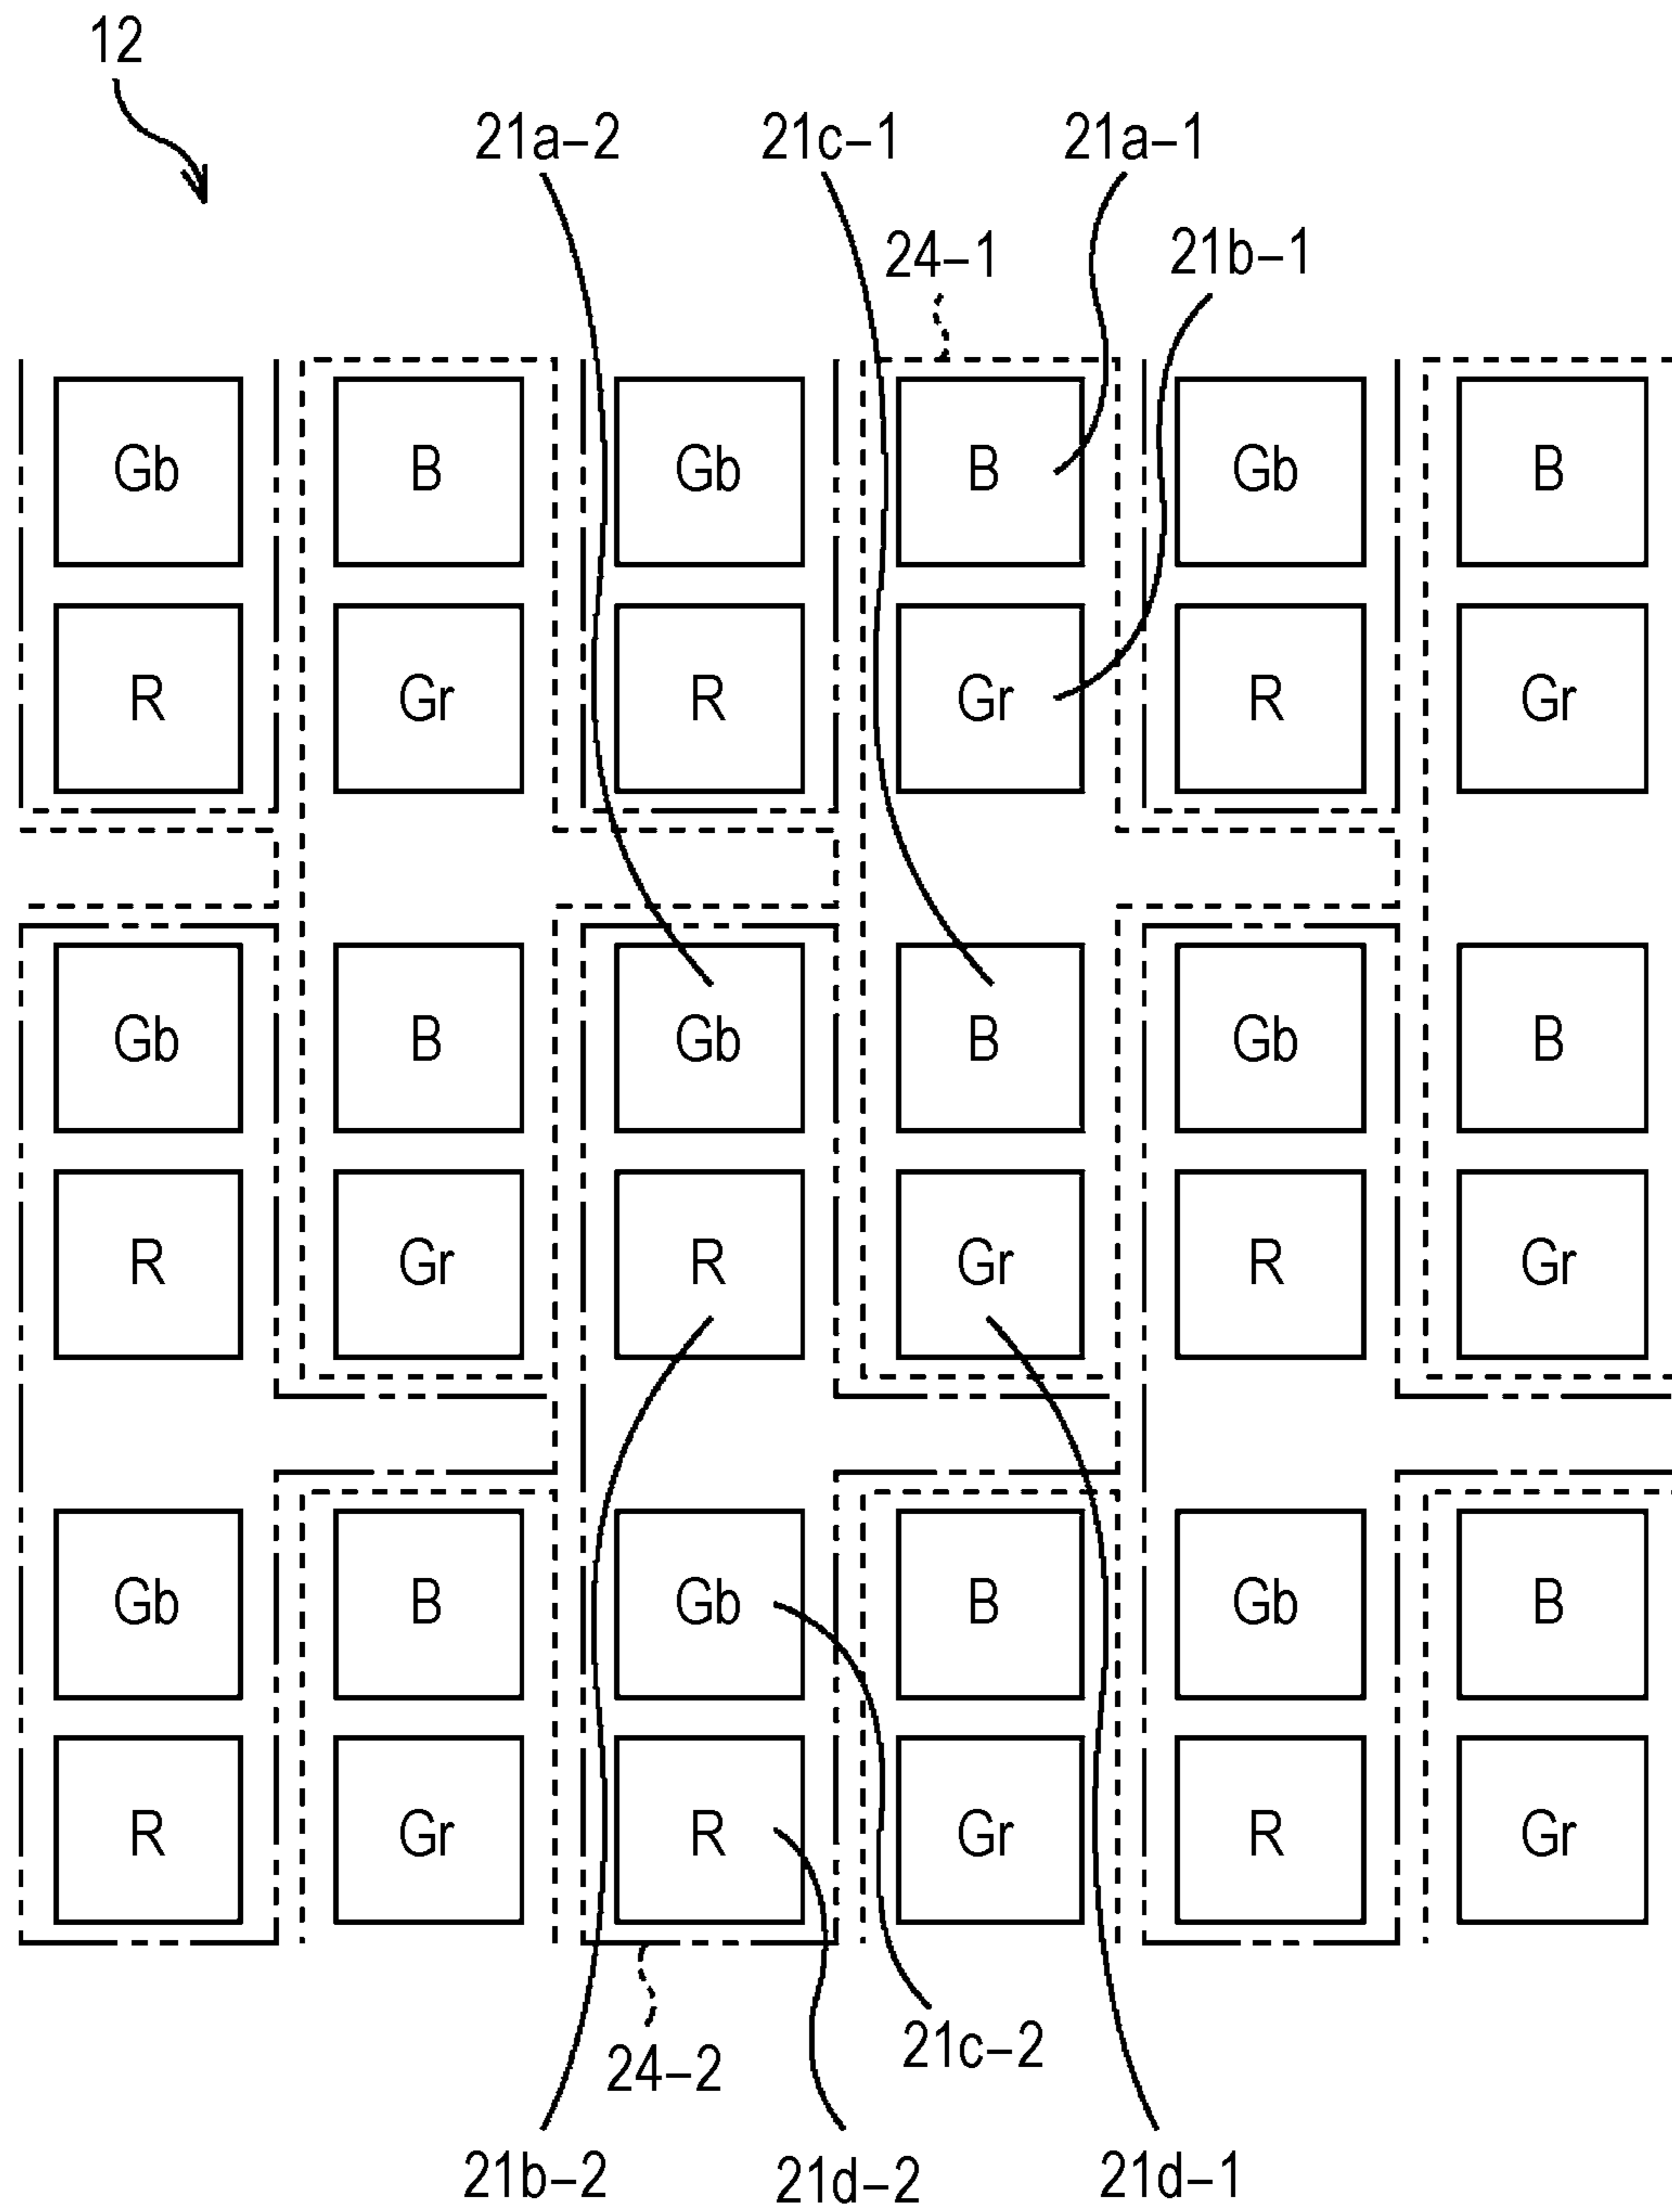 12
21a–2 21c–1 21a–1
24–1 21b–1
Gb B Gb B Gb B
R Gr R Gr R Gr
Gb B Gb B Gb B
R Gr R Gr R Gr
Gb B Gb B Gb B
R Gr R Gr R Gr
24–2 21c–2
21b–2 21d–2 21d–1